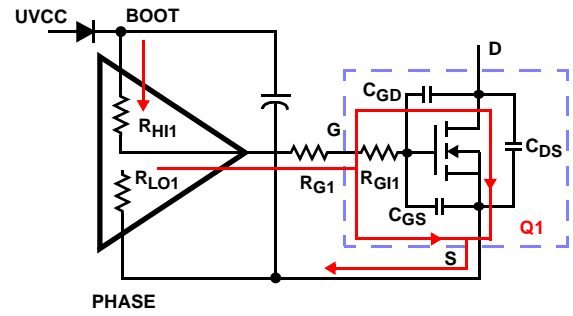 UVCC
BOOT
D
CGD
RHI1
G
CDS
RLO1
RG1
RGI1
CGS
Q1
S
PHASE